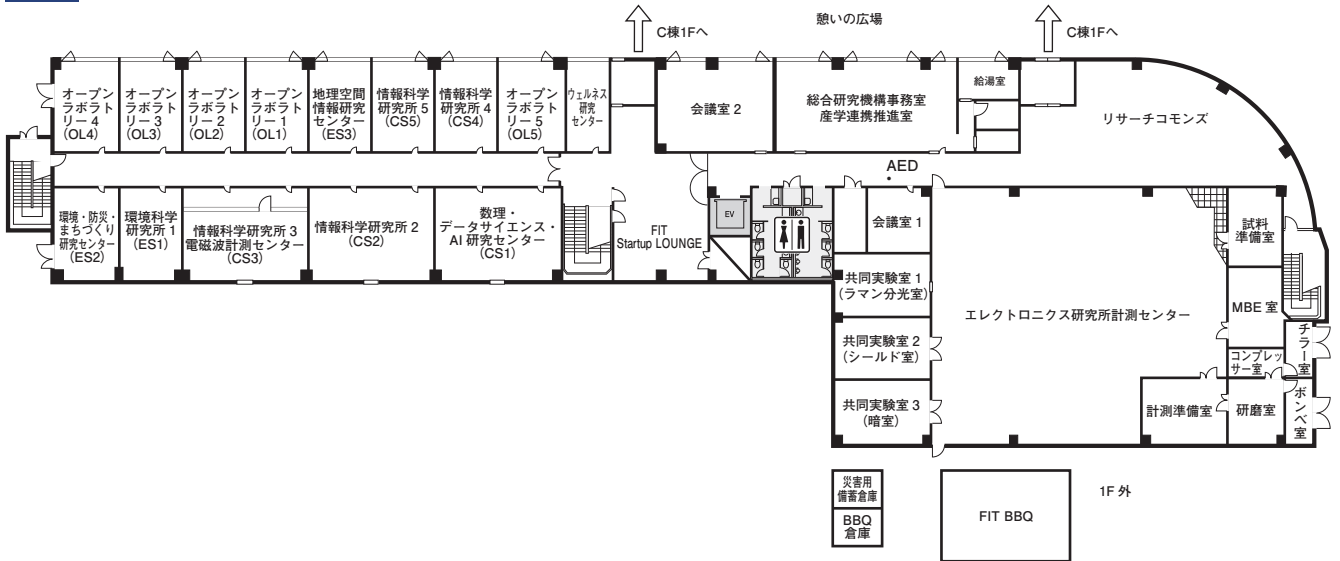 憩いの広場
C棟1Fへ
C棟1Fへ
オープン
ラボラト
リー 4
(OL4)
オープン
ラボラト
リー 3
(OL3)
オープン
ラボラト
リー 2
(OL2)
オープン
ラボラト
リー 1
(OL1)
地理空間
情報研究
センター
(ES3)
情報科学
研究所 5
(CS5)
情報科学
研究所 4
(CS4)
オープン
ラボラト
リー 5
(OL5)
ウェルネス
研究
センター
会議室 2
総合研究機構事務室
産学連携推進室
給湯室
リサーチコモンズ
AED
環境・防災・
まちづくり
研究センター
(ES2)
環境科学
研究所 1
(ES1)
情報科学研究所 3
電磁波計測センター
(CS3)
情報科学研究所 2
(CS2)
数理・
データサイエンス・
AI 研究センター
(CS1)
FIT
Startup LOUNGE
EV
会議室 1
試料
準備室
共同実験室 1
(ラマン分光室)
エレクトロニクス研究所計測センター
MBE 室
共同実験室 2
(シールド室)
チラー室
コンプレッ
サー室
共同実験室 3
(暗室)
計測準備室
研磨室
ボンベ室
災害用
備蓄倉庫
BBQ
倉庫
FIT BBQ
1F 外